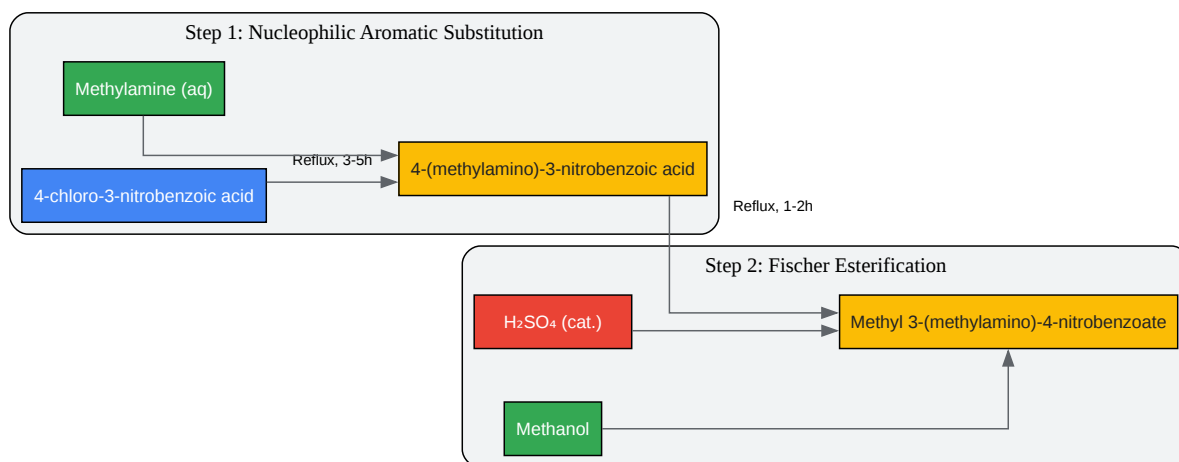 Step 1: Nucleophilic Aromatic Substitution
Methylamine (aq)
Reflux, 3-5h
4-(methylamino)-3-nitrobenzoic acid
4-chloro-3-nitrobenzoic acid
Reflux, 1-2h
Step 2: Fischer Esterification
H₂SO₄ (cat.)
Methyl 3-(methylamino)-4-nitrobenzoate
Methanol